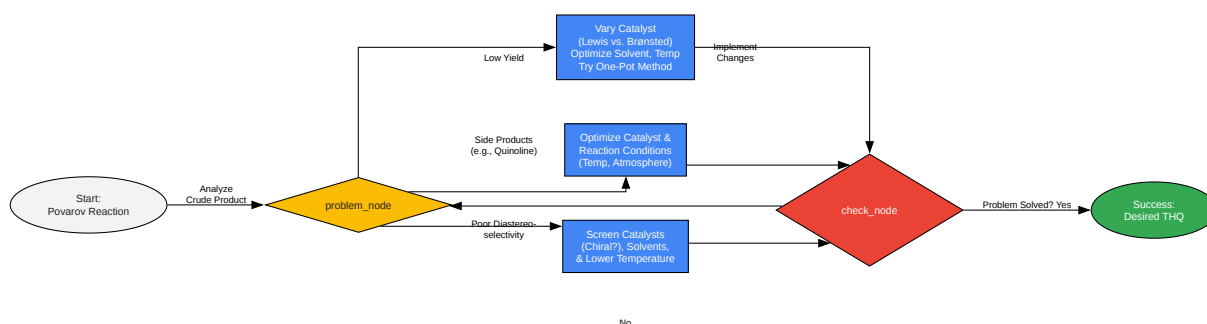 Start:
Povarov Reaction
Analyze
Crude Product
problem_node
Low Yield
Vary Catalyst
(Lewis vs. Brønsted)
Optimize Solvent, Temp
Try One-Pot Method
Implement
Changes
Side Products
(e.g., Quinoline)
Optimize Catalyst &
Reaction Conditions
(Temp, Atmosphere)
Poor Diastereo-
selectivity
Screen Catalysts
(Chiral?), Solvents,
& Lower Temperature
check_node
Problem Solved? Yes
Success:
Desired THQ
No